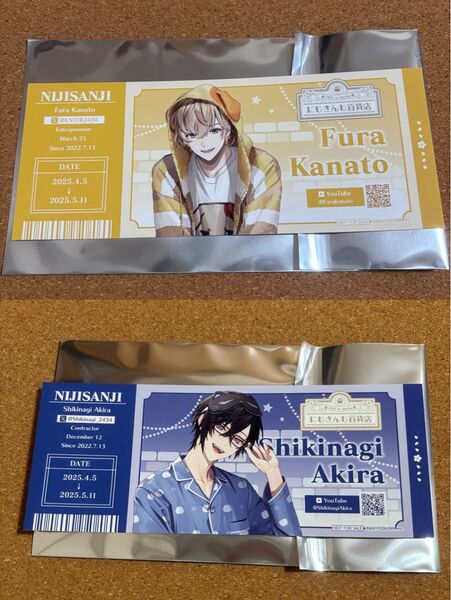 NIJISANJI
Fura Kanato
@KNTFR2434
Entrepreneur
March 25
Since 2022.7.13
DATE
2025.4.5
↓
2025.5.11
にじさんじ百貨店
Fura
Kanato
YouTube
@FuraKanato
NOT FOR SALE
NIJISANJI
Shikinagi Akira
@Shikinagi_2434
Contractor
December 12
Since 2022.7.13
DATE
2025.4.5
↓
2025.5.11
にじさんじ百貨店
Shikinagi
Akira
YouTube
@ShikinagiAkira
NOT FOR SALE